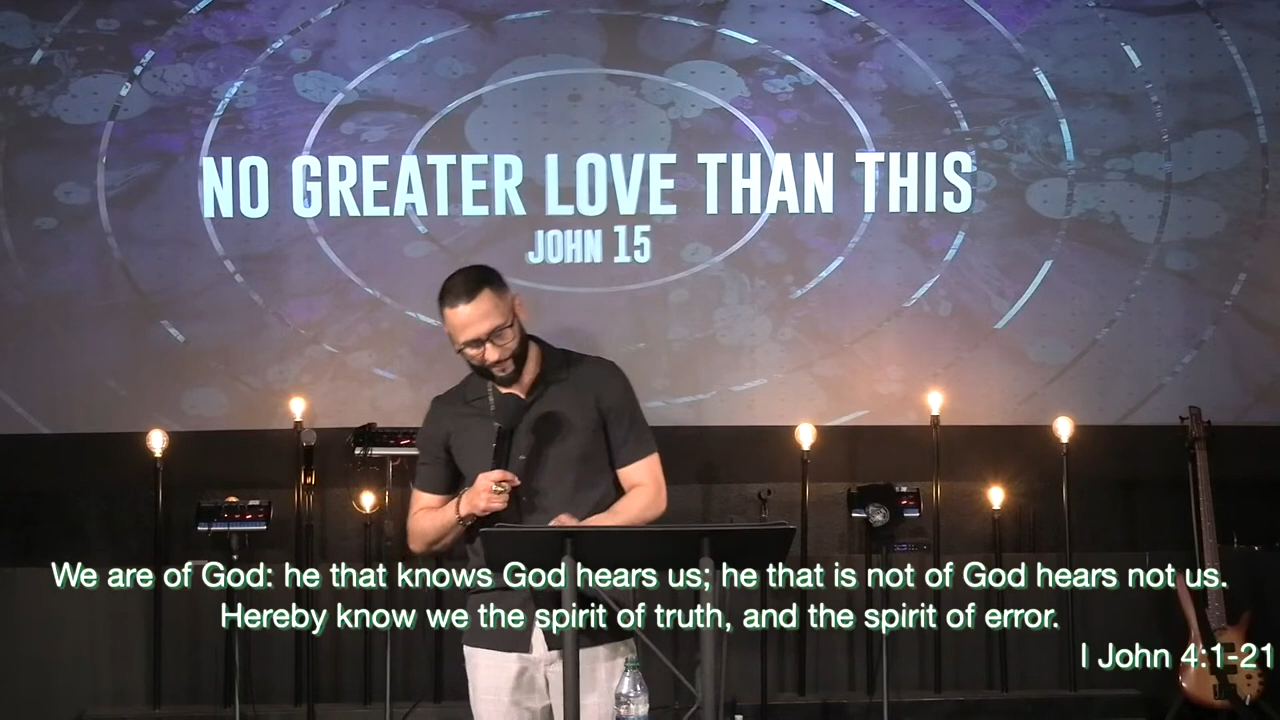 NO GREATER LOVE THAN THIS
JOHN 15
We are of God: he that knows God hears us; he that is not of God hears not us.
Hereby know we the spirit of truth, and the spirit of error.
I John 4:1-21